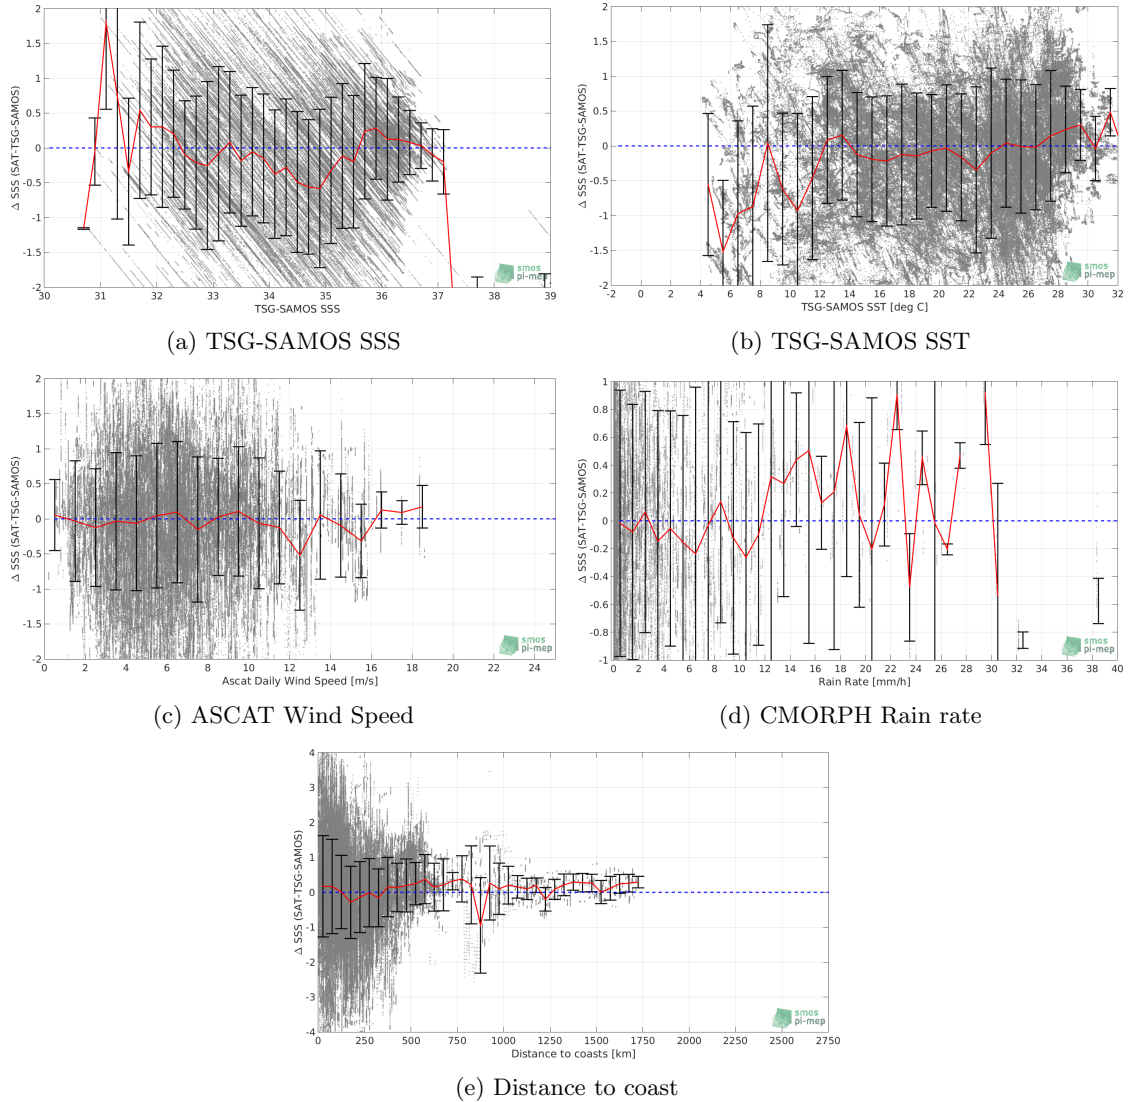 2
1.5
1
0.5
0
-0.5
-1
-1.5
-2
Δ SSS (SAT-TSG-SAMOS)
30 31 32 33 34 35 36 37 38 39
TSG-SAMOS SSS
smos
pi-mep
(a) TSG-SAMOS SSS
2
1.5
1
0.5
0
-0.5
-1
-1.5
-2
Δ SSS (SAT-TSG-SAMOS)
-2 0 2 4 6 8 10 12 14 16 18 20 22 24 26 28 30 32
TSG-SAMOS SST [deg C]
smos
pi-mep
(b) TSG-SAMOS SST
2
1.5
1
0.5
0
-0.5
-1
-1.5
-2
Δ SSS (SAT-TSG-SAMOS)
0 2 4 6 8 10 12 14 16 18 20 22 24
Ascat Daily Wind Speed [m/s]
smos
pi-mep
(c) ASCAT Wind Speed
1
0.8
0.6
0.4
0.2
0
-0.2
-0.4
-0.6
-0.8
-1
Δ SSS (SAT-TSG-SAMOS)
0 2 4 6 8 10 12 14 16 18 20 22 24 26 28 30 32 34 36 38 40
Rain Rate [mm/h]
smos
pi-mep
(d) CMORPH Rain rate
4
3
2
1
0
-1
-2
-3
-4
Δ SSS (SAT-TSG-SAMOS)
0 250 500 750 1000 1250 1500 1750 2000 2250 2500 2750
Distance to coasts [km]
smos
pi-mep
(e) Distance to coast